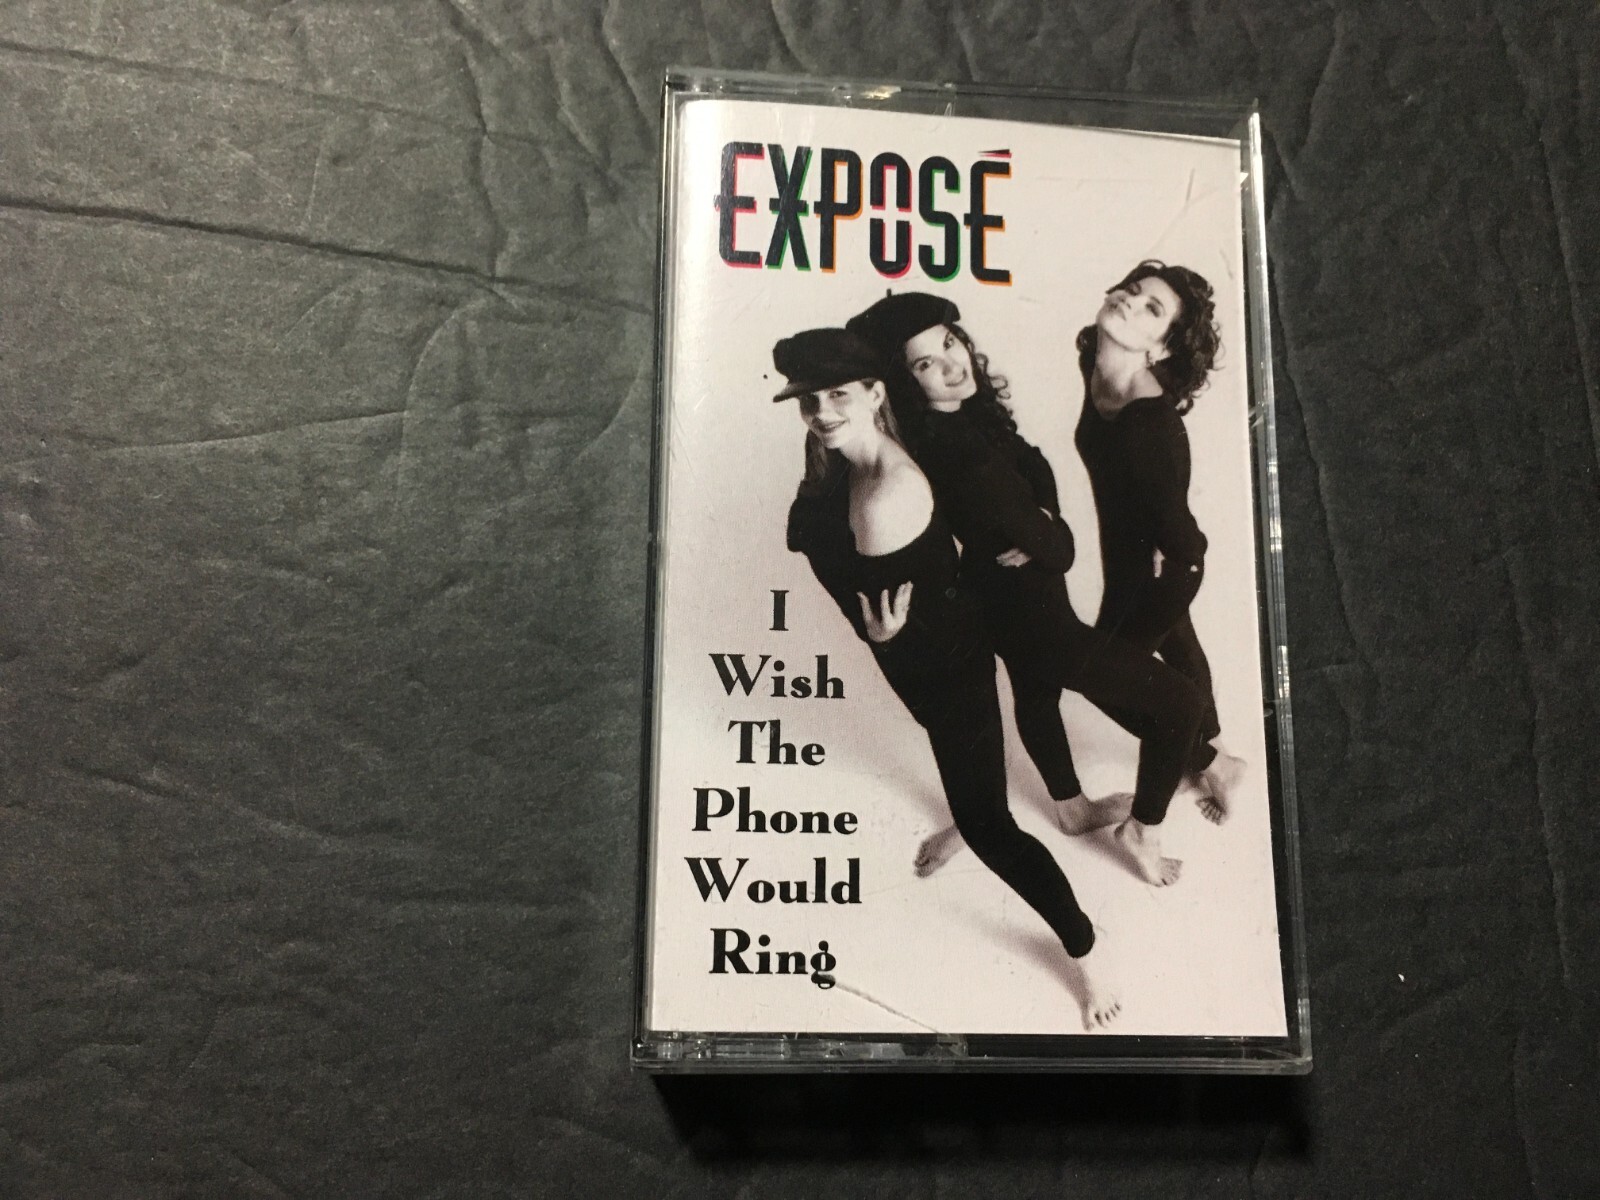 EXPOSÉ
I
Wish
The
Phone
Would
Ring